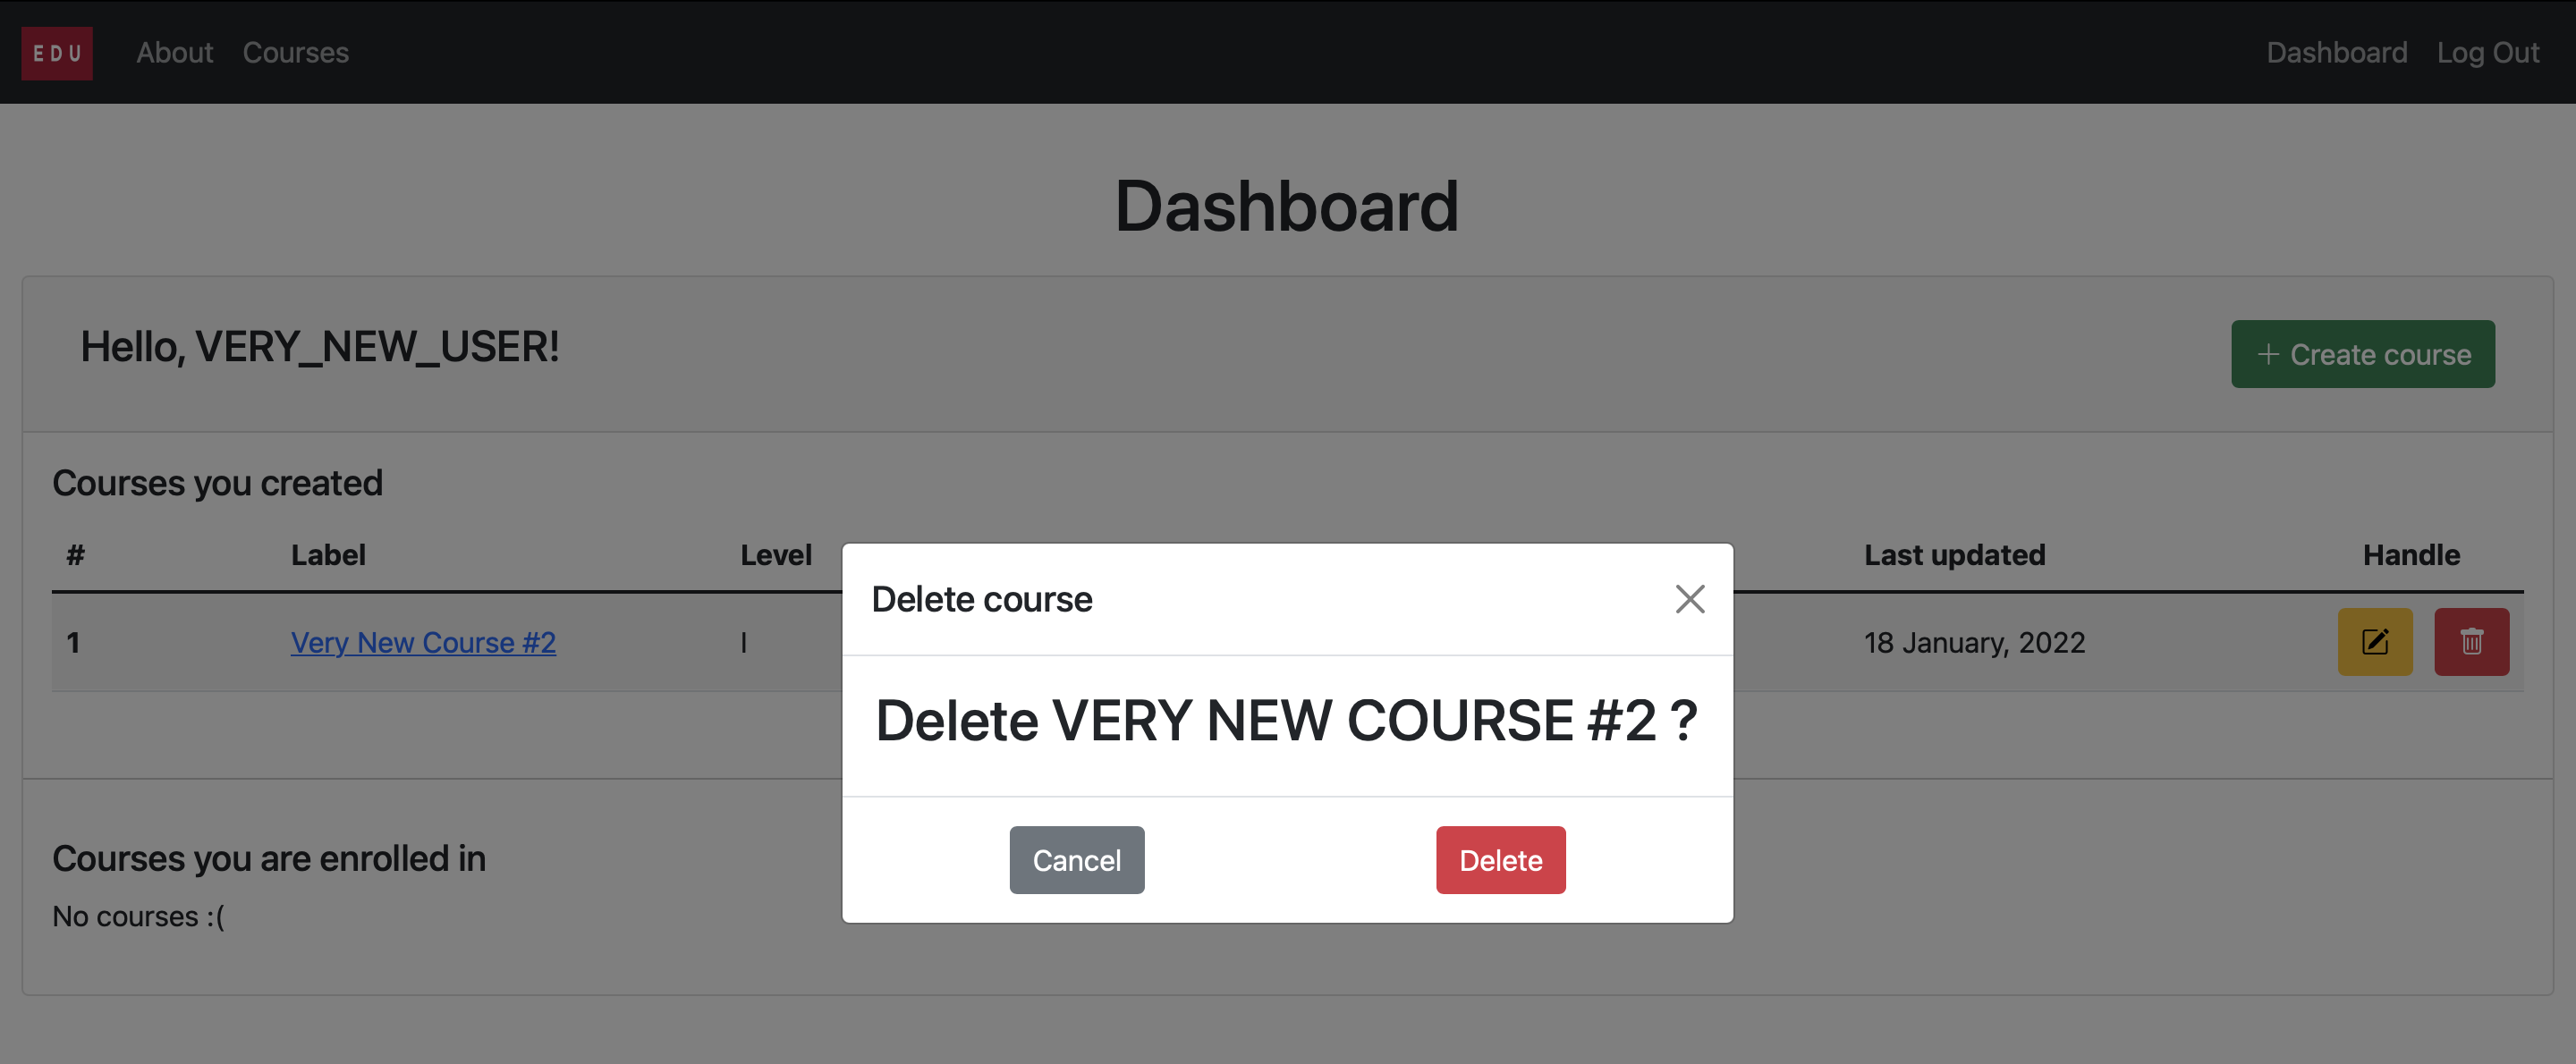 EDU About Courses Dashboard Log Out
Dashboard
Hello, VERY_NEW_USER!
+ Create course
Courses you created
# Label Level Last updated Handle
1 Very New Course #2 I 18 January, 2022
Delete course
Delete VERY NEW COURSE #2 ?
Cancel Delete
Courses you are enrolled in
No courses :(